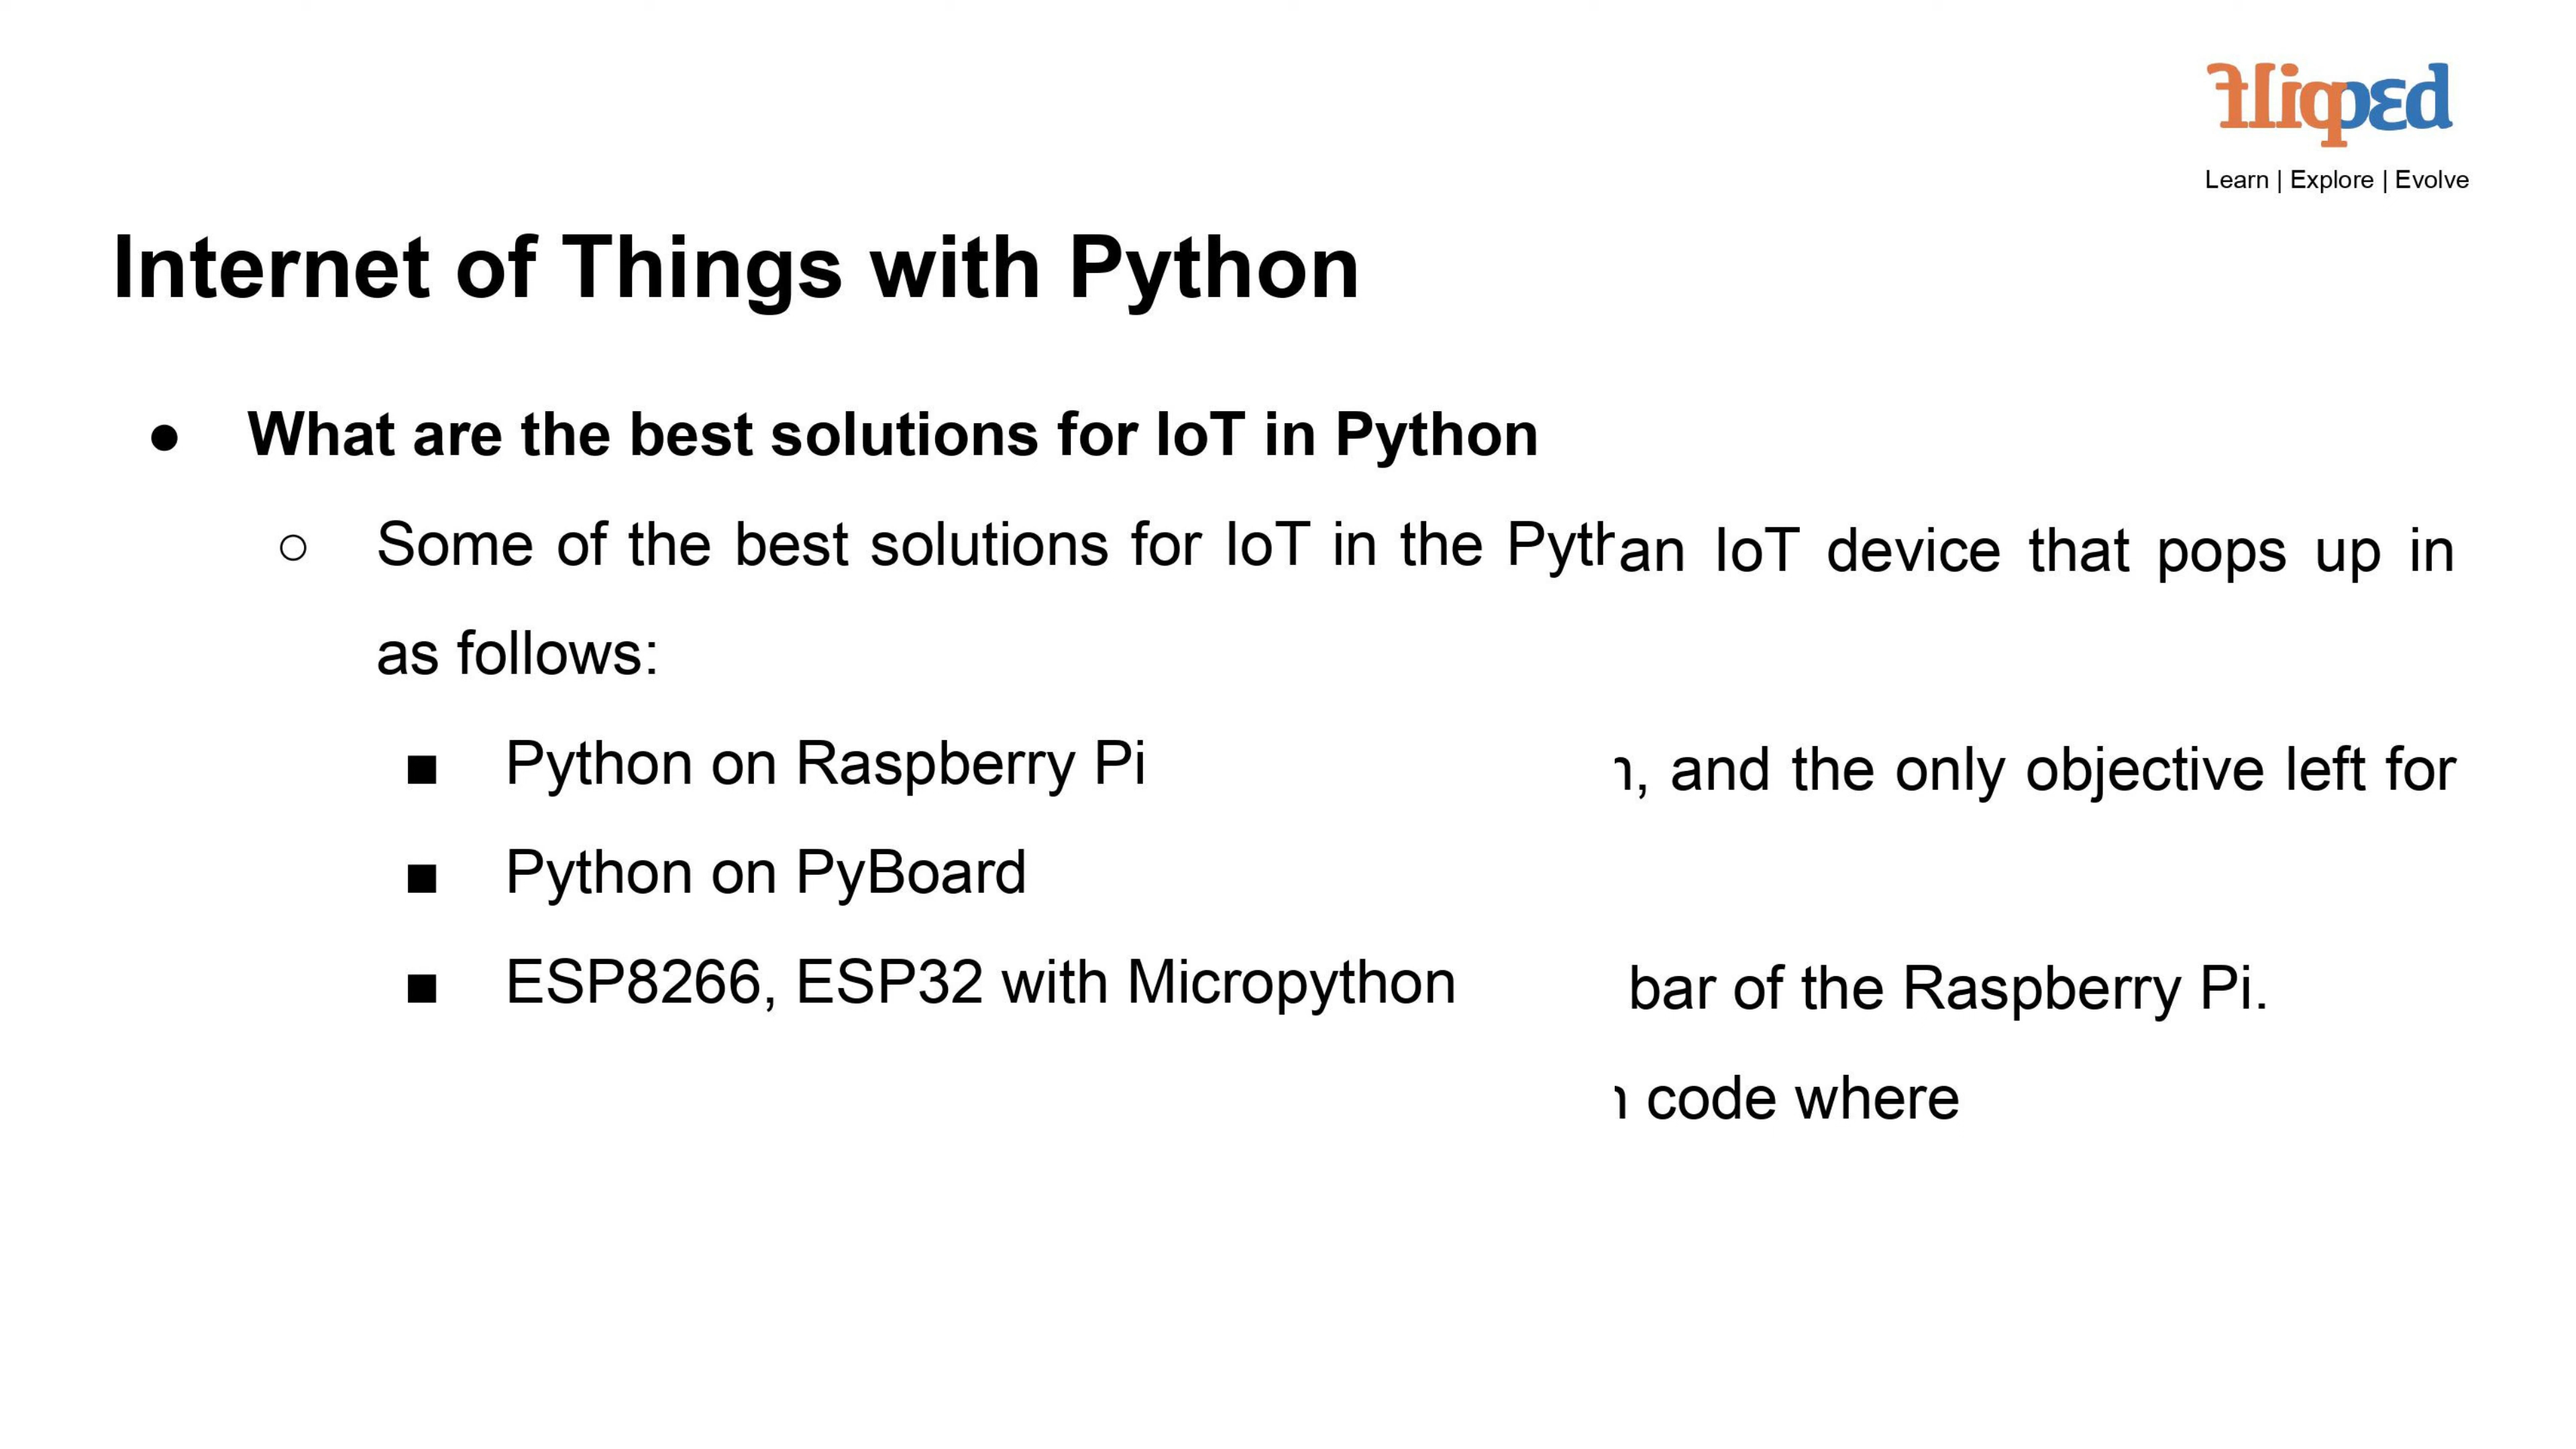 flipped
Learn | Explore | Evolve
Internet of Things with Python
● What are the best solutions for IoT in Python
○ Some of the best solutions for IoT in the an IoT device that pops up in
as follows:
■ Python on Raspberry Pi
and the only objective left for
■ Python on PyBoard
■ ESP8266, ESP32 with Micropython
bar of the Raspberry Pi.
code where